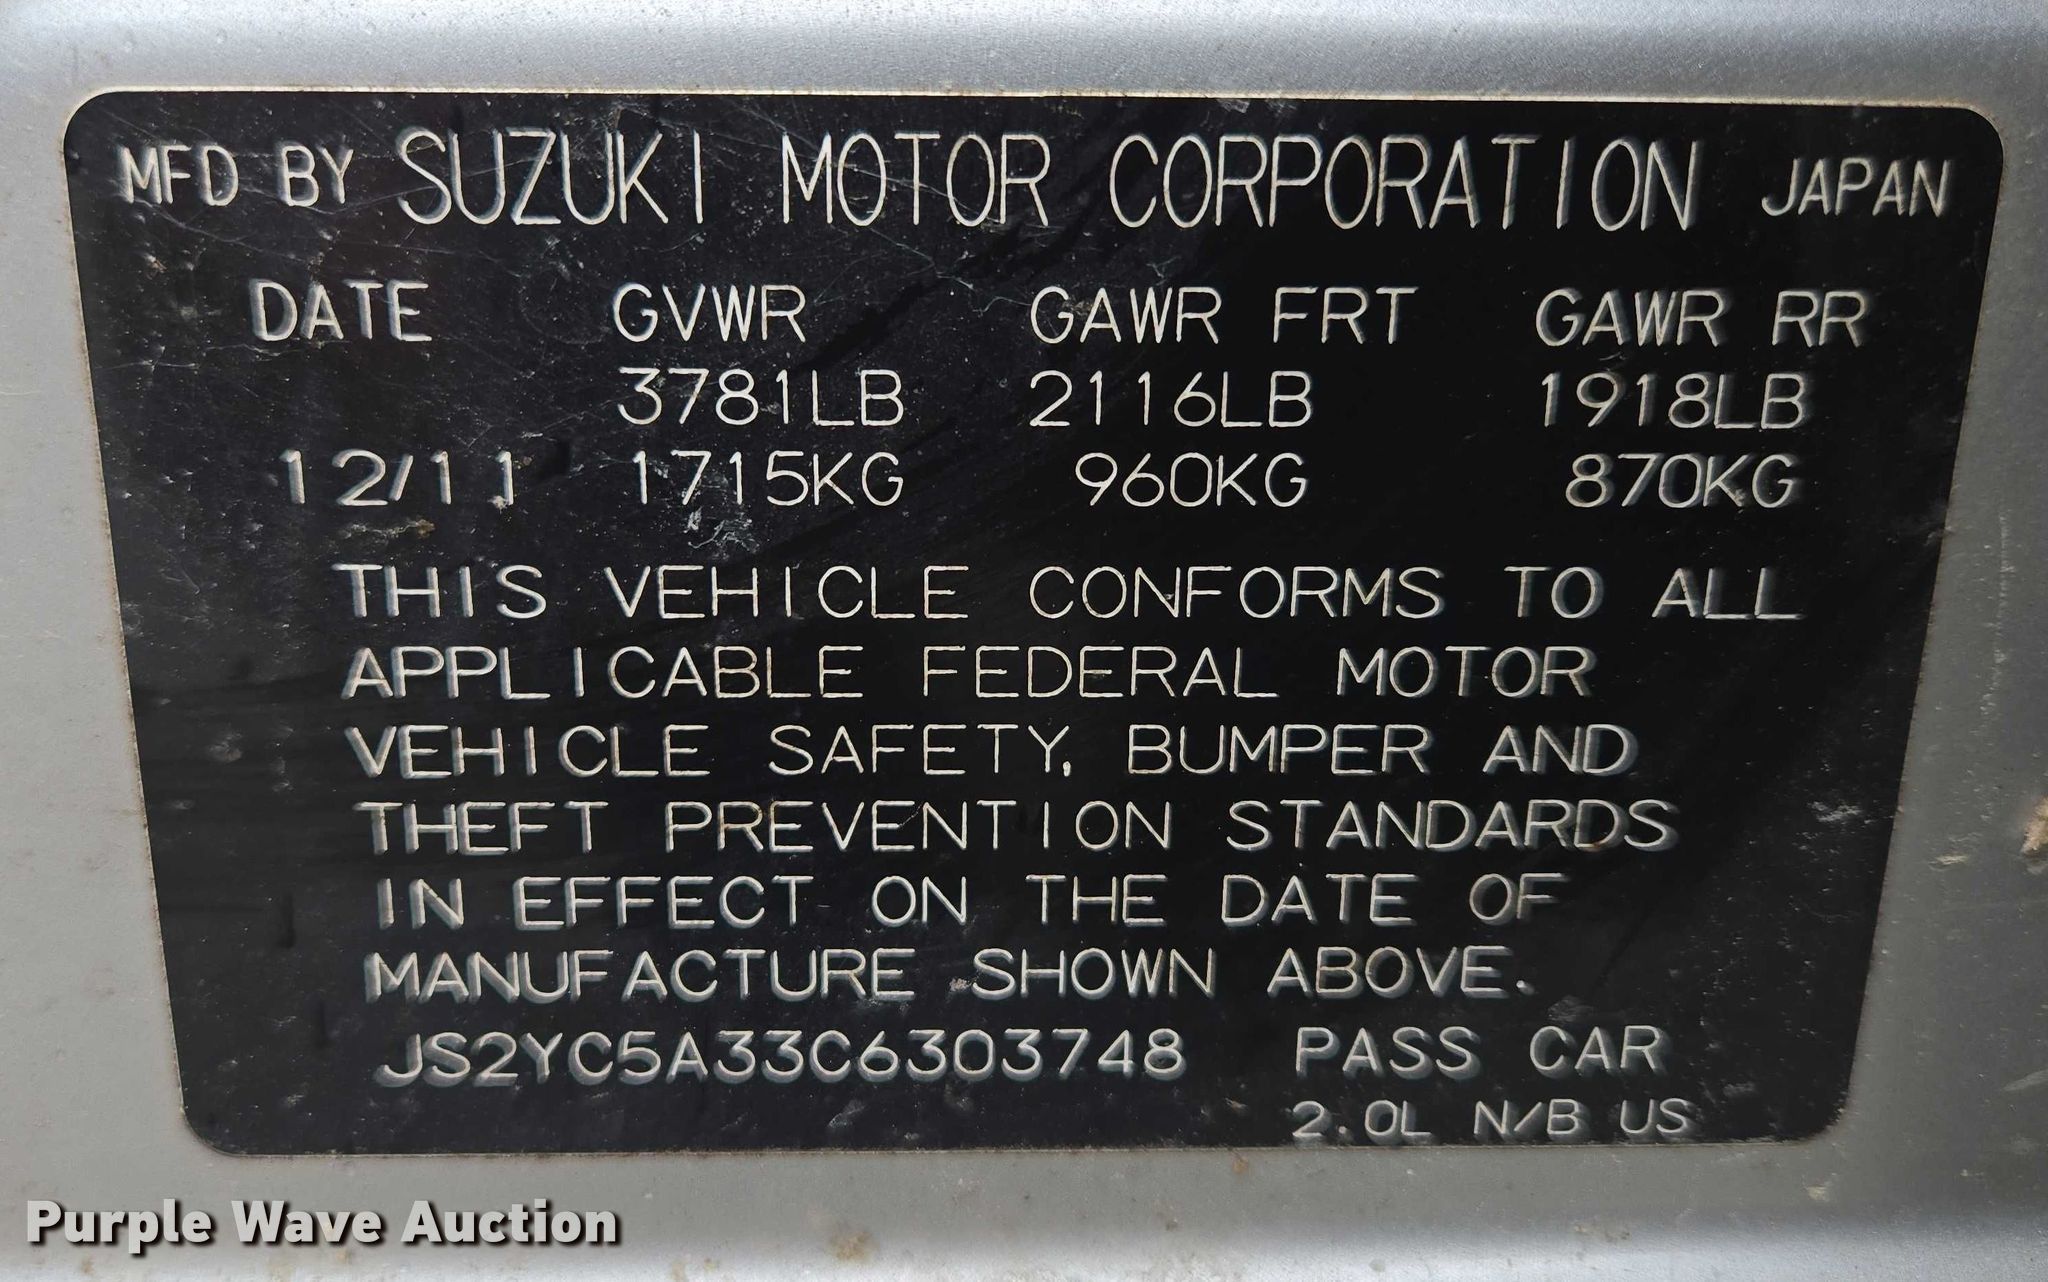 MFD BY SUZUKI MOTOR CORPORATION JAPAN
DATE GVWR GAWR FRT GAWR RR
3781LB 2116LB 1918LB
12/11 1715KG 960KG 870KG
THIS VEHICLE CONFORMS TO ALL
APPLICABLE FEDERAL MOTOR
VEHICLE SAFETY, BUMPER AND
THEFT PREVENTION STANDARDS
IN EFFECT ON THE DATE OF
MANUFACTURE SHOWN ABOVE.
JS2YC5A33C6303748 PASS CAR
2.0L N/B US
Purple Wave Auction